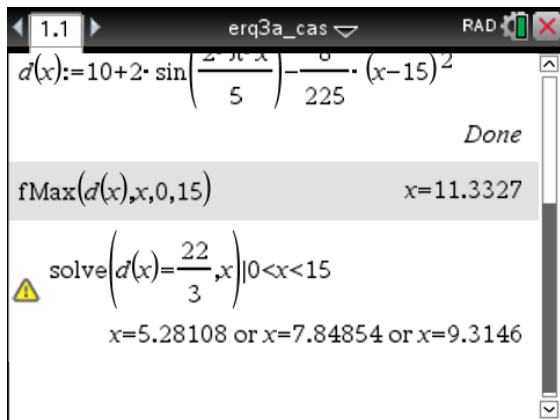 1.1 erq3a_cas RAD
d(x):=10+2·sin(2·π·x/5)−8/225·(x−15)²
Done
fMax(d(x),x,0,15) x=11.3327
solve(d(x)=22/3,x)|0<x<15
x=5.28108 or x=7.84854 or x=9.3146